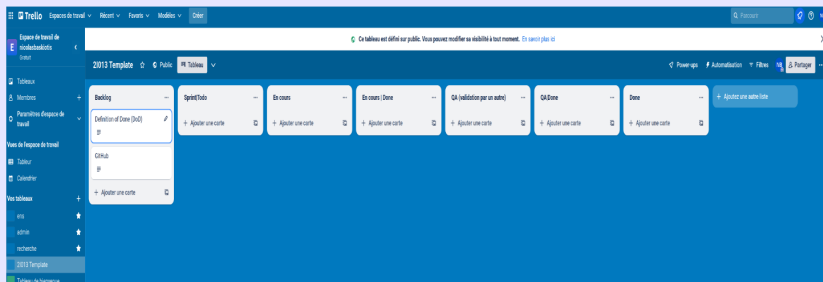 Trello Espaces de travail Récent Favoris Modèles Créer
Parcourir
Espace de travail de
nicolasbaskiotis
Gratuit
Ce tableau est défini sur public. Vous pouvez modifier sa visibilité à tout moment. En savoir plus ici
2I013 Template Public Tableau
Power-ups Automatisation Filtres Partager
Tableaux
Membres
Paramètres d'espace de
travail
Vues de l'espace de travail
Tableur
Calendrier
Vos tableaux
ens
admin
recherche
2I013 Template
Tableau de bienvenue
Backlog
Definition of Done (DoD)
GitHub
+ Ajouter une carte
Sprint|Todo
+ Ajouter une carte
En cours
+ Ajouter une carte
En cours | Done
+ Ajouter une carte
QA (validation par un autre)
+ Ajouter une carte
QA|Done
+ Ajouter une carte
Done
+ Ajouter une carte
+ Ajoutez une autre liste